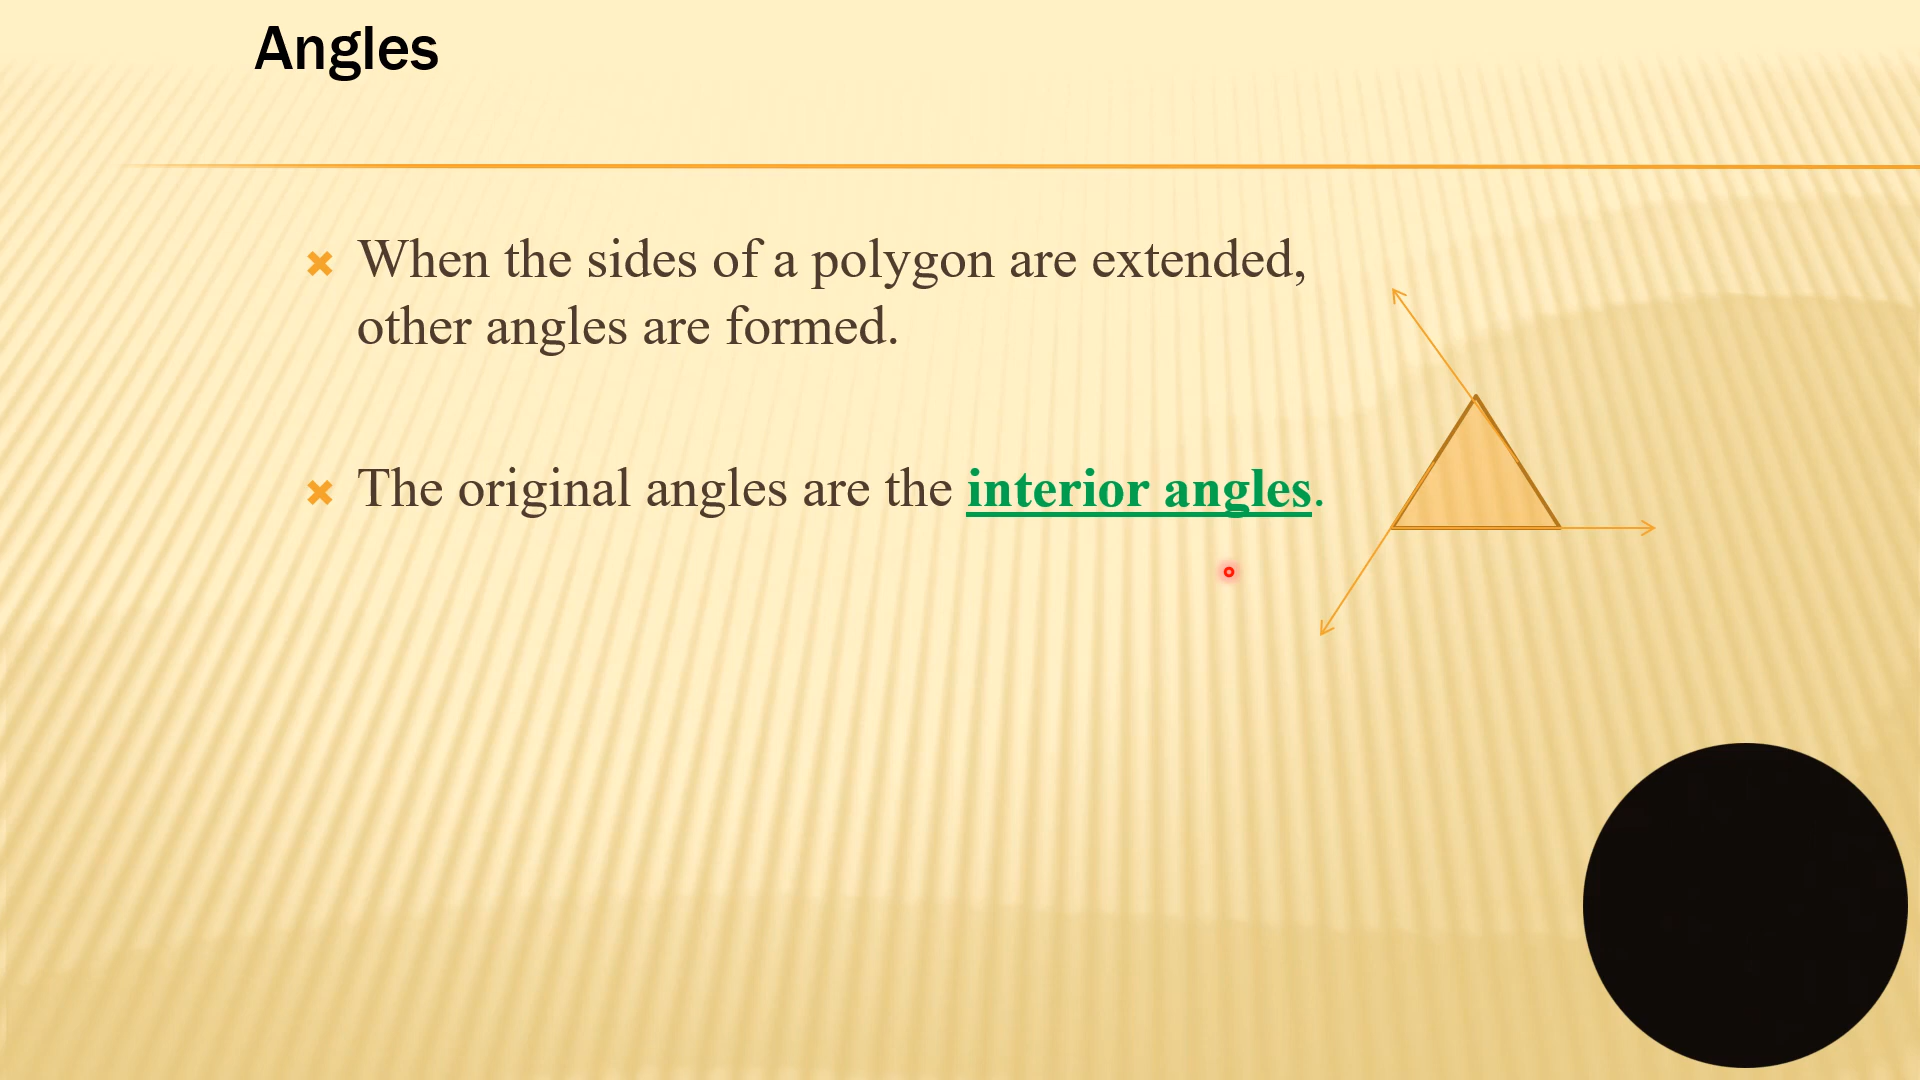 Angles
When the sides of a polygon are extended,
other angles are formed.
The original angles are the interior angles.